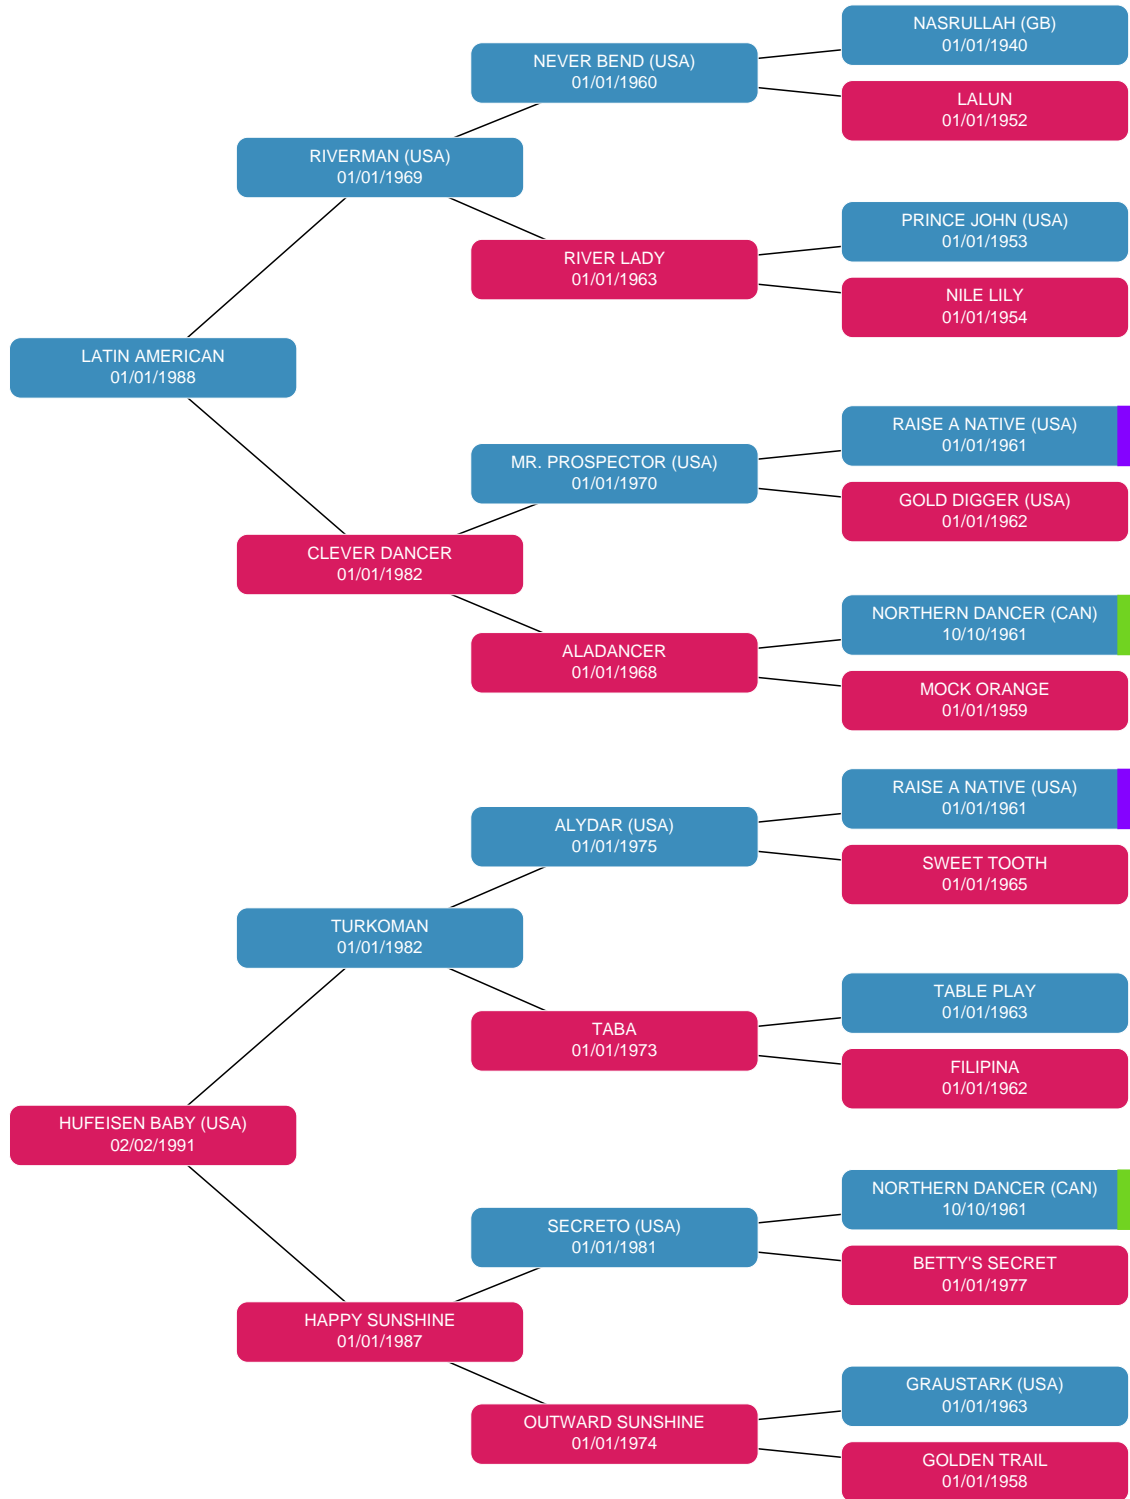 NASRULLAH (GB)
01/01/1940
NEVER BEND (USA)
01/01/1960
LALUN
01/01/1952
RIVERMAN (USA)
01/01/1969
PRINCE JOHN (USA)
01/01/1953
RIVER LADY
01/01/1963
NILE LILY
01/01/1954
LATIN AMERICAN
01/01/1988
RAISE A NATIVE (USA)
01/01/1961
MR. PROSPECTOR (USA)
01/01/1970
GOLD DIGGER (USA)
01/01/1962
CLEVER DANCER
01/01/1982
NORTHERN DANCER (CAN)
10/10/1961
ALADANCER
01/01/1968
MOCK ORANGE
01/01/1959
RAISE A NATIVE (USA)
01/01/1961
ALYDAR (USA)
01/01/1975
SWEET TOOTH
01/01/1965
TURKOMAN
01/01/1982
TABLE PLAY
01/01/1963
TABA
01/01/1973
FILIPINA
01/01/1962
HUFEISEN BABY (USA)
02/02/1991
NORTHERN DANCER (CAN)
10/10/1961
SECRETO (USA)
01/01/1981
BETTY'S SECRET
01/01/1977
HAPPY SUNSHINE
01/01/1987
GRAUSTARK (USA)
01/01/1963
OUTWARD SUNSHINE
01/01/1974
GOLDEN TRAIL
01/01/1958